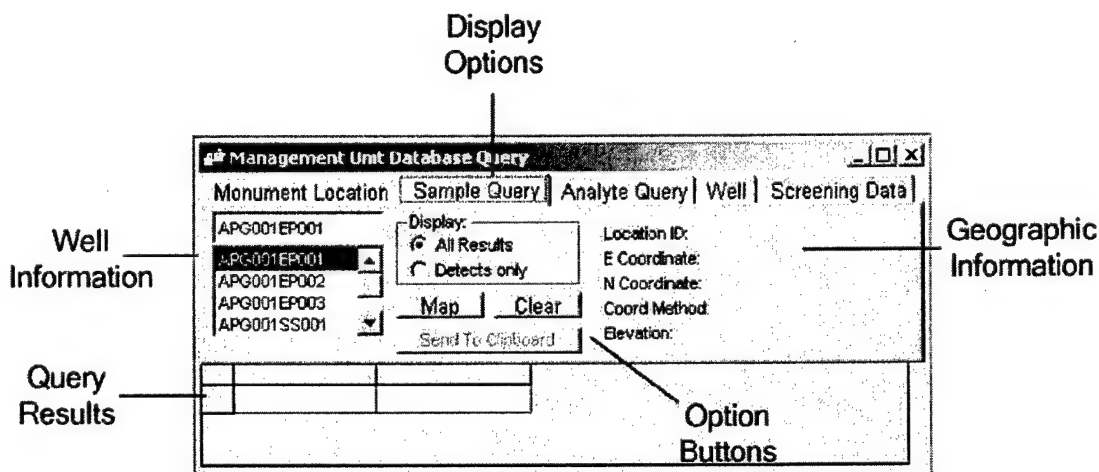 Display
Options
Management Unit Database Query
Monument Location Sample Query Analyte Query Well Screening Data
Well
Information
APG001EP001
APG001EP001
APG001EP002
APG001EP003
APG001SS001
Display:
All Results
Detects only
Map Clear
Send To Clipboard
Location ID:
E Coordinate:
N Coordinate:
Coord Method:
Elevation:
Geographic
Information
Query
Results
Option
Buttons